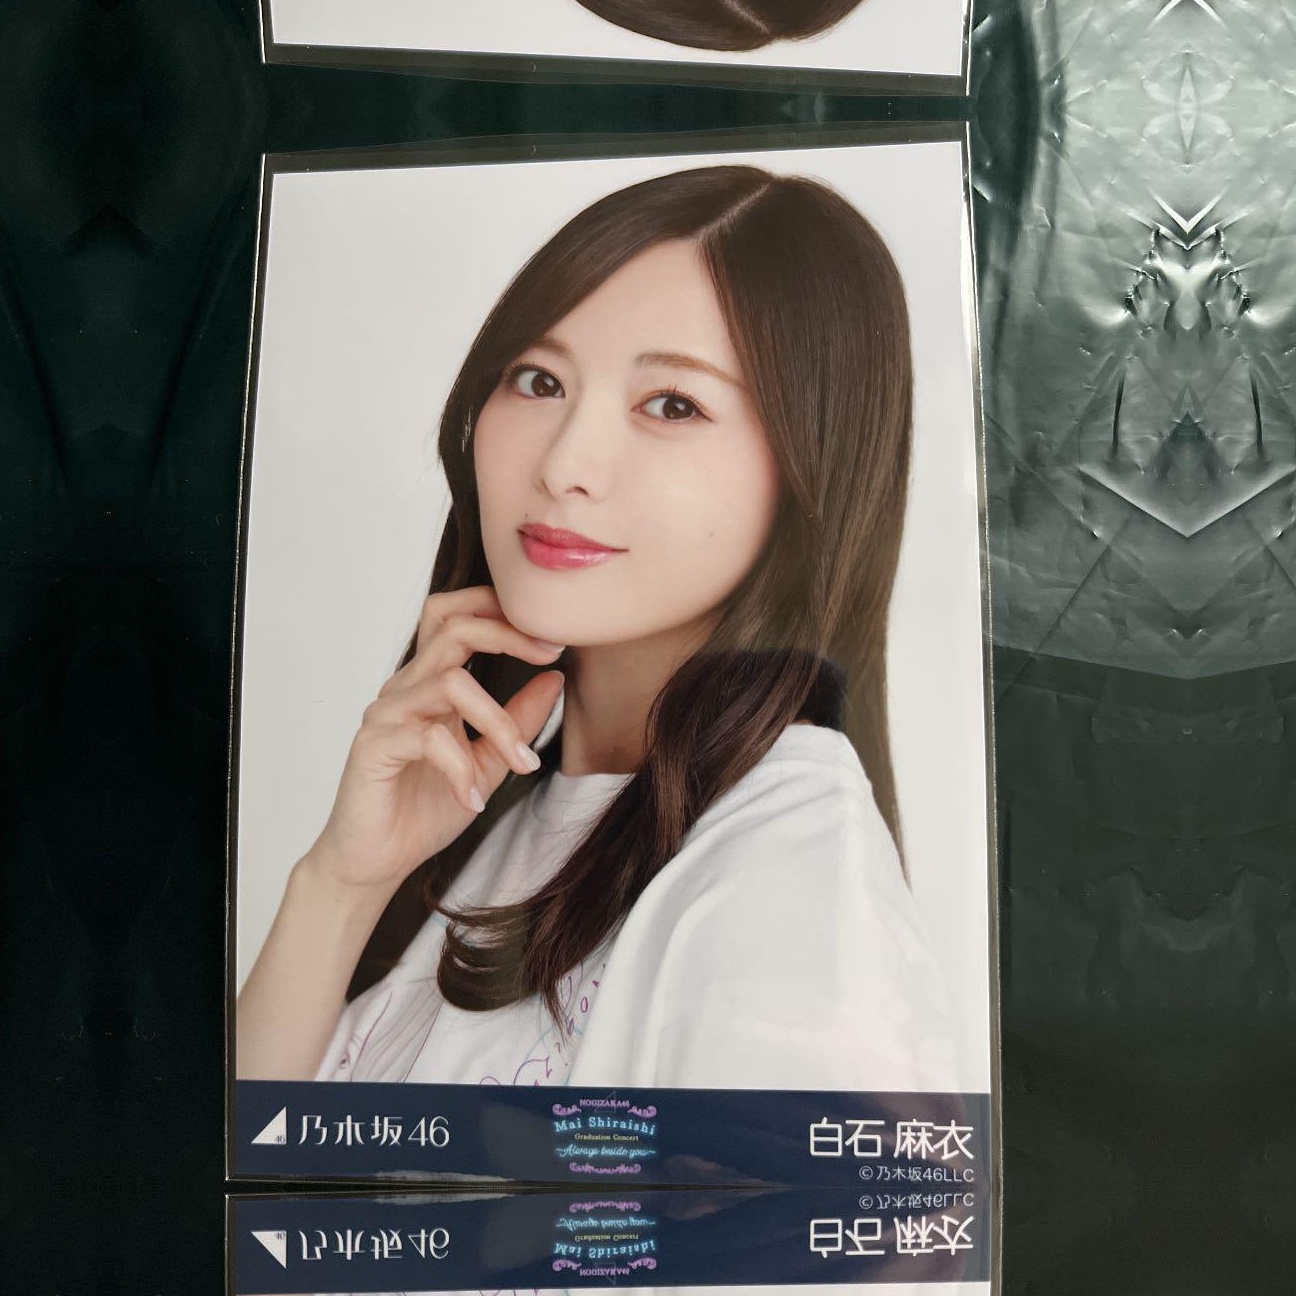 乃木坂46
46
NOGIZAKA46
Mai Shiraishi
Graduation Concert
~Always beside you~
白石 麻衣
©乃木坂46LLC